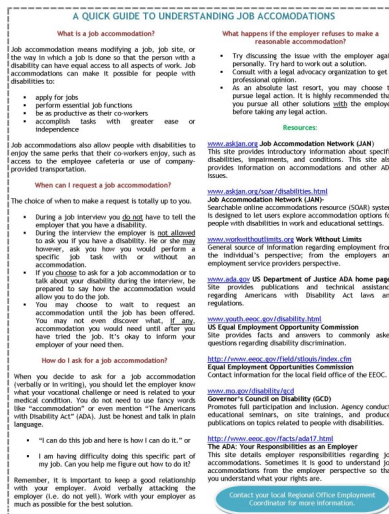 A QUICK GUIDE TO UNDERSTANDING JOB ACCOMODATIONS
What is a job accommodation?
Job accommodation means modifying a job, job site, or
the way in which a job is done so that the person with a
disability can have equal access to all aspects of work. Job
accommodations can make it possible for people with
disabilities to:
▪ apply for jobs
▪ perform essential job functions
▪ be as productive as their co-workers
▪ accomplish tasks with greater ease or
independence
Job accommodations also allow people with disabilities to
enjoy the same perks that their co-workers enjoy, such as
access to the employee cafeteria or use of company-
provided transportation.
When can I request a job accommodation?
The choice of when to make a request is totally up to you.
▪ During a job interview you do not have to tell the
employer that you have a disability.
▪ During the interview the employer is not allowed
to ask you if you have a disability. He or she may
however, ask you how you would perform a
specific job task with or without an
accommodation.
▪ If you choose to ask for a job accommodation or to
talk about your disability during the interview, be
prepared to say how the accommodation would
allow you to do the job.
▪ You may choose to wait to request an
accommodation until the job has been offered.
You may not even discover what, if any,
accommodation you would need until after you
have tried the job. It's okay to inform your
employer of your need then.
How do I ask for a job accommodation?
When you decide to ask for a job accommodation
(verbally or in writing), you should let the employer know
what your vocational challenge or need is related to your
medical condition. You do not need to use fancy words
like "accommodation" or even mention "The Americans
with Disability Act" (ADA). Just be honest and talk in plain
language.
▪ "I can do this job and here is how I can do it." or
▪ I am having difficulty doing this specific part of
my job. Can you help me figure out how to do it?
Remember, it is important to keep a good relationship
with your employer. Avoid verbally attacking the
employer (i.e. do not yell). Work with your employer as
much as possible for the best solution.
What happens if the employer refuses to make a
reasonable accommodation?
▪ Try discussing the issue with the employer again
personally. Try hard to work out a solution.
▪ Consult with a legal advocacy organization to get
professional opinion.
▪ As an absolute last resort, you may choose t
pursue legal action. It is highly recommended tha
you pursue all other solutions with the employe
before taking any legal action.
Resources:
www.askjan.org Job Accommodation Network (JAN)
This site provides introductory information about specifi
disabilities, impairments, and conditions. This site als
provides information on accommodations and other AD
issues.
www.askjan.org/soar/disabilities.html
Job Accommodation Network (JAN)-
Searchable online accommodations resource (SOAR) system
is designed to let users explore accommodation options fo
people with disabilities in work and educational settings.
www.workwithoutlimits.org Work Without Limits
General source of information regarding employment from
the individual's perspective; from the employers an
employment service providers perspective.
www.ada.gov US Department of Justice ADA home page
Site provides publications and technical assistanc
regarding Americans with Disability Act laws an
regulations.
www.youth.eeoc.gov/disability.html
US Equal Employment Opportunity Commission
Site provides facts and answers to commonly aske
questions regarding disability discrimination.
http://www.eeoc.gov/field/stlouis/index.cfm
Equal Employment Opportunities Commission
Contact information for the local field office of the EEOC.
www.mo.gov/disability/gcd
Governor's Council on Disability (GCD)
Promotes full participation and inclusion. Agency conduct
educational seminars, on site trainings, and produce
publications on topics related to people with disabilities.
http://www.eeoc.gov/facts/ada17.html
The ADA: Your Responsibilities as an Employer
This site details employer responsibilities regarding jo
accommodations. Sometimes it is good to understand jo
accommodations from the employer perspective so tha
you understand what your rights are.
Contact your local Regional Office Employment
Coordinator for more information.